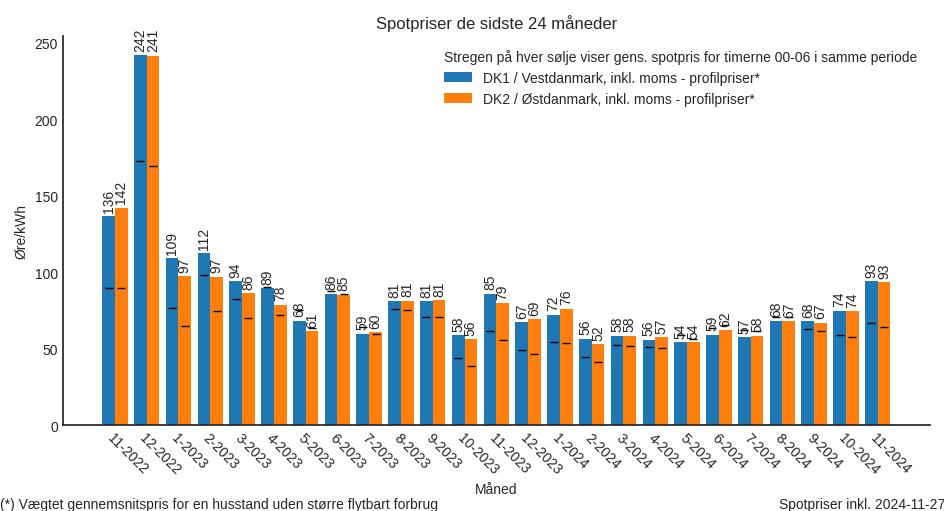 Spotpriser de sidste 24 måneder
Stregen på hver sølje viser gens. spotpris for timerne 00-06 i samme periode
DK1 / Vestdanmark, inkl. moms - profilpriser*
DK2 / Østdanmark, inkl. moms - profilpriser*
Øre/kWh
250
200
150
100
50
0
136 142 242 241 109 97 112 97 94 86 89 78 68 61 86 85 59 60 81 81 81 81 58 56 85 79 67 69 72 76 56 52 58 58 56 57 54 54 59 62 57 58 68 67 68 67 74 74 93 93
11-2022 12-2022 1-2023 2-2023 3-2023 4-2023 5-2023 6-2023 7-2023 8-2023 9-2023 10-2023 11-2023 12-2023 1-2024 2-2024 3-2024 4-2024 5-2024 6-2024 7-2024 8-2024 9-2024 10-2024 11-2024
Måned
(*) Vægtet gennemsnitspris for en husstand uden større flytbart forbrug
Spotpriser inkl. 2024-11-27